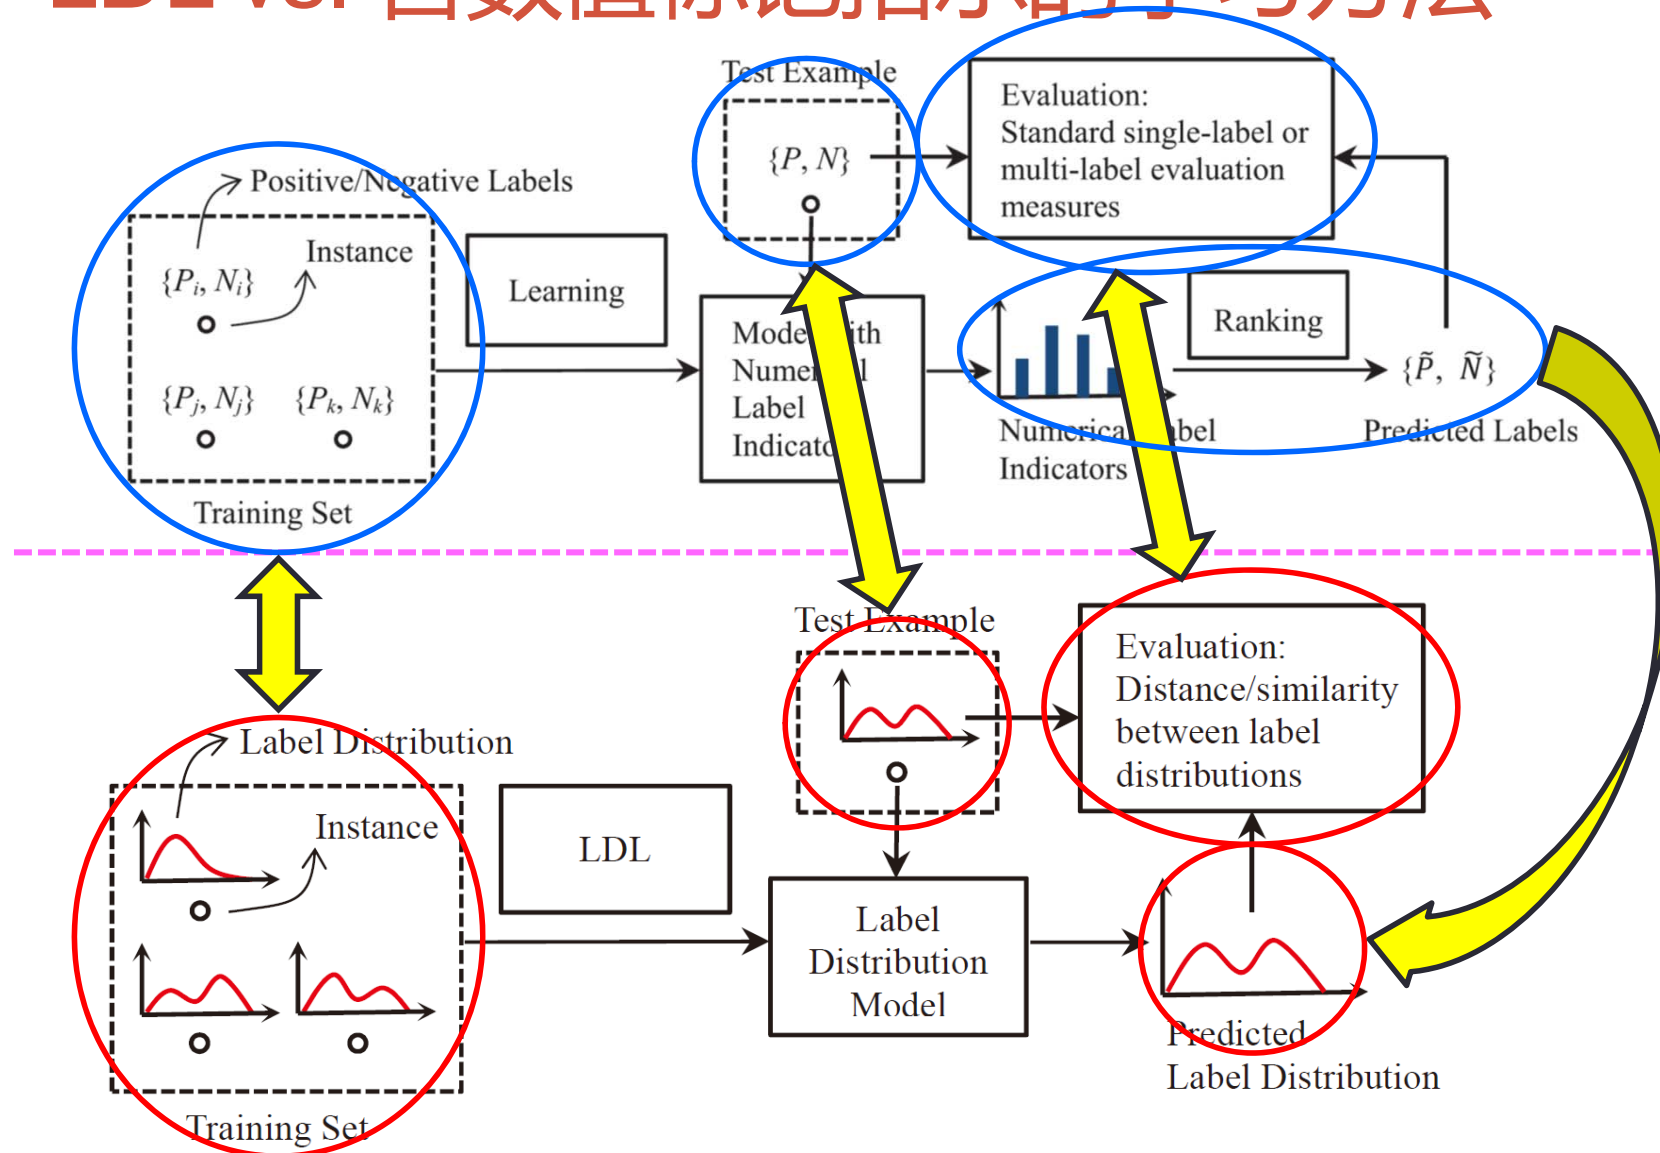 Test Example
{P, N}
Evaluation:
Standard single-label or
multi-label evaluation
measures
Positive/Negative Labels
Instance
{Pᵢ, Nᵢ}
{Pⱼ, Nⱼ} {Pₖ, Nₖ}
Training Set
Learning
Label
Ranking
{P̃, Ñ}
Indicators
Predicted Labels
Test Example
Evaluation:
Distance/similarity
between label
distributions
Label Distribution
Instance
Training Set
LDL
Label
Distribution
Model
Predicted
Label Distribution